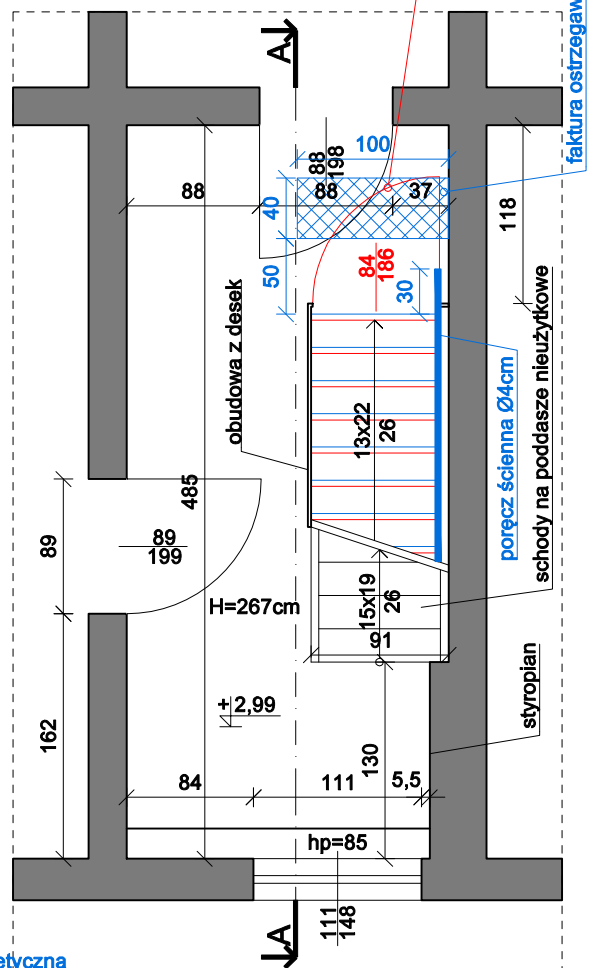 A
faktura ostrzegaw
100
88
198
88
88
37
40
118
50
84
186
30
obudowa z desek
13x22
26
poręcz ścienna Ø4cm
schody na poddasze nieużytkowe
485
89
89
199
15x19
26
H=267cm
91
+2,99
styropian
162
130
84
111
5,5
hp=85
111
148
A
etyczna